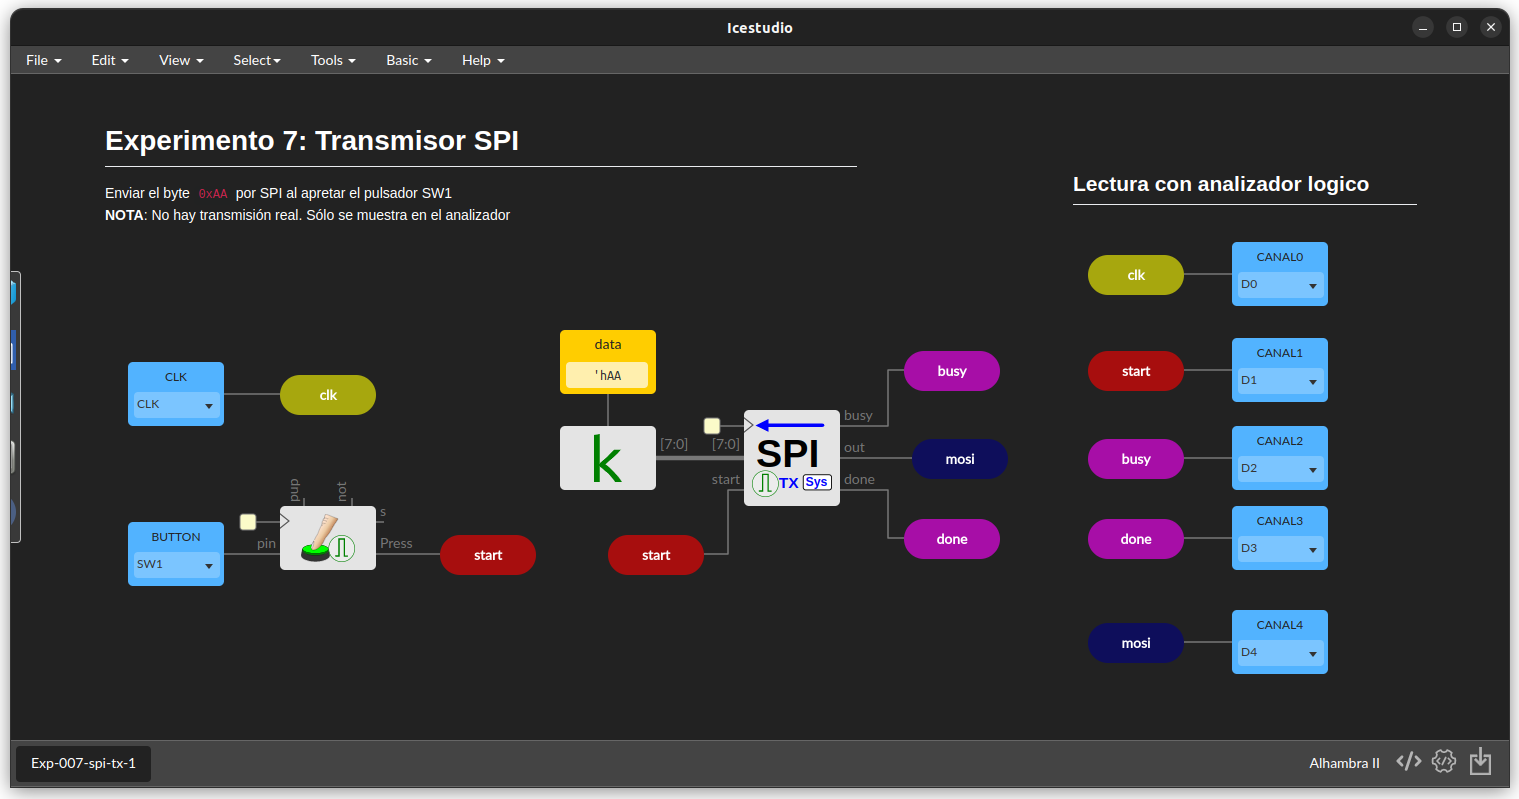 Icestudio
File Edit View Select Tools Basic Help
Experimento 7: Transmisor SPI
Enviar el byte 0xAA por SPI al apretar el pulsador SW1
NOTA: No hay transmisión real. Sólo se muestra en el analizador
Lectura con analizador logico
CLK
CLK
clk
BUTTON
SW1
pup
not
pin
s
Press
start
data
'hAA
k
[7:0]
[7:0]
start
SPI
TX Sys
busy
out
done
start
busy
mosi
done
clk
CANAL0
D0
start
CANAL1
D1
busy
CANAL2
D2
done
CANAL3
D3
mosi
CANAL4
D4
Exp-007-spi-tx-1
Alhambra II